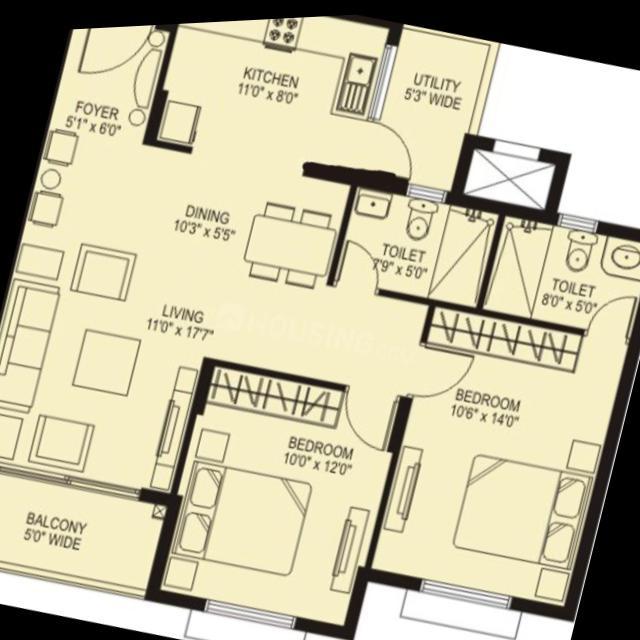 KITCHEN
11'0" x 8'0"
UTILITY
5'3" WIDE
FOYER
5'1" x 6'0"
DINING
10'3" x 5'5"
TOILET
7'9" x 5'0"
TOILET
8'0" x 5'0"
LIVING
11'0" x 17'7"
HOUSING.COM
BEDROOM
10'6" x 14'0"
BEDROOM
10'0" x 12'0"
BALCONY
5'0" WIDE